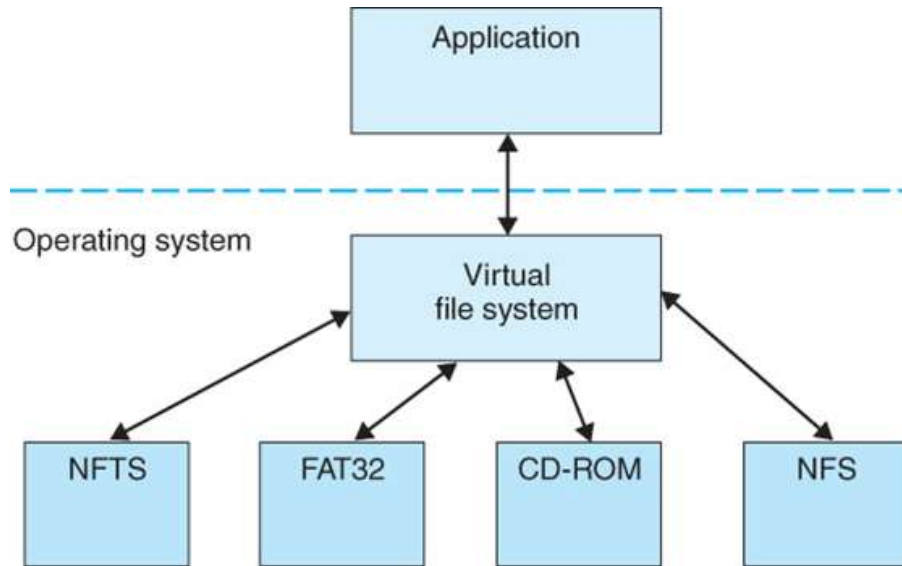 Application
Operating system
Virtual
file system
NFTS
FAT32
CD-ROM
NFS